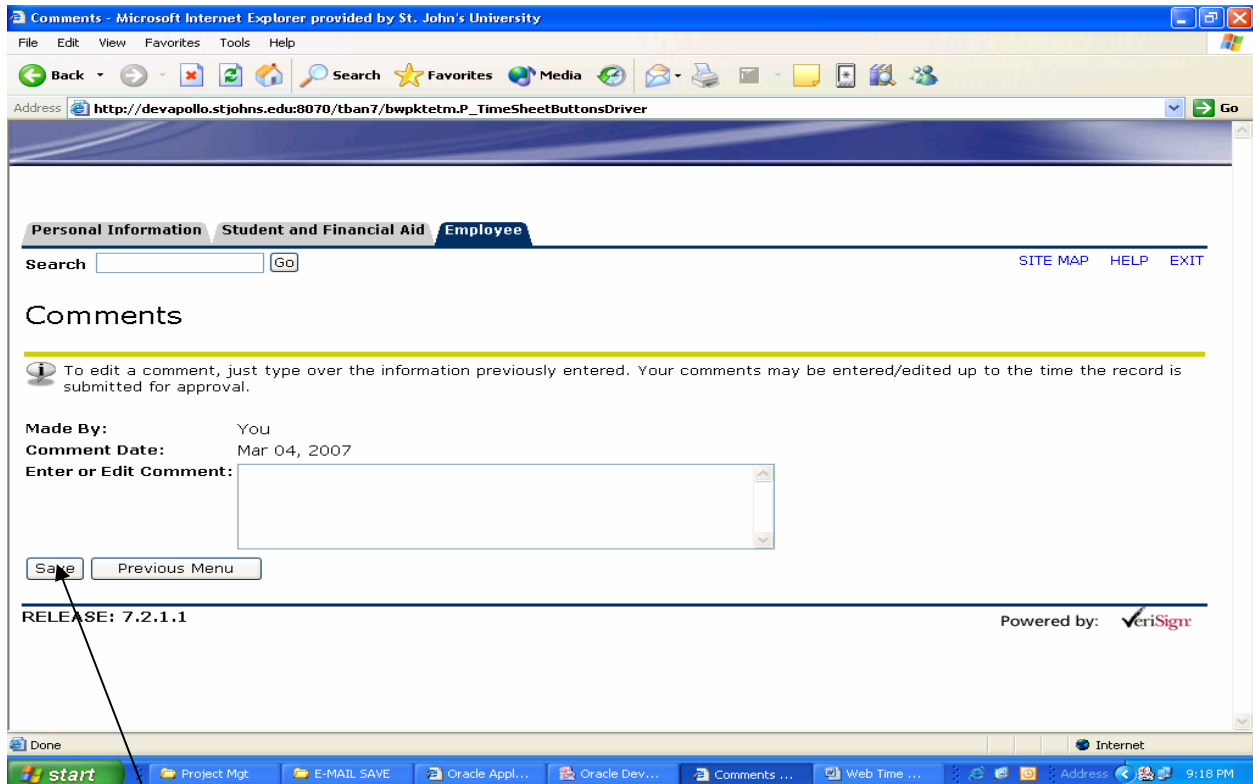 Comments - Microsoft Internet Explorer provided by St. John's University
File Edit View Favorites Tools Help
Back Search Favorites Media
Address http://devapollo.stjohns.edu:8070/tban7/bwpktetm.P_TimeSheetButtonsDriver Go
Personal Information Student and Financial Aid Employee
Search Go SITE MAP HELP EXIT
Comments
To edit a comment, just type over the information previously entered. Your comments may be entered/edited up to the time the record is
submitted for approval.
Made By: You
Comment Date: Mar 04, 2007
Enter or Edit Comment:
Save Previous Menu
RELEASE: 7.2.1.1
Powered by: VeriSign
Done Internet
start Project Mgt E-MAIL SAVE Oracle Appl... Oracle Dev... Comments ... Web Time ... Address 9:18 PM